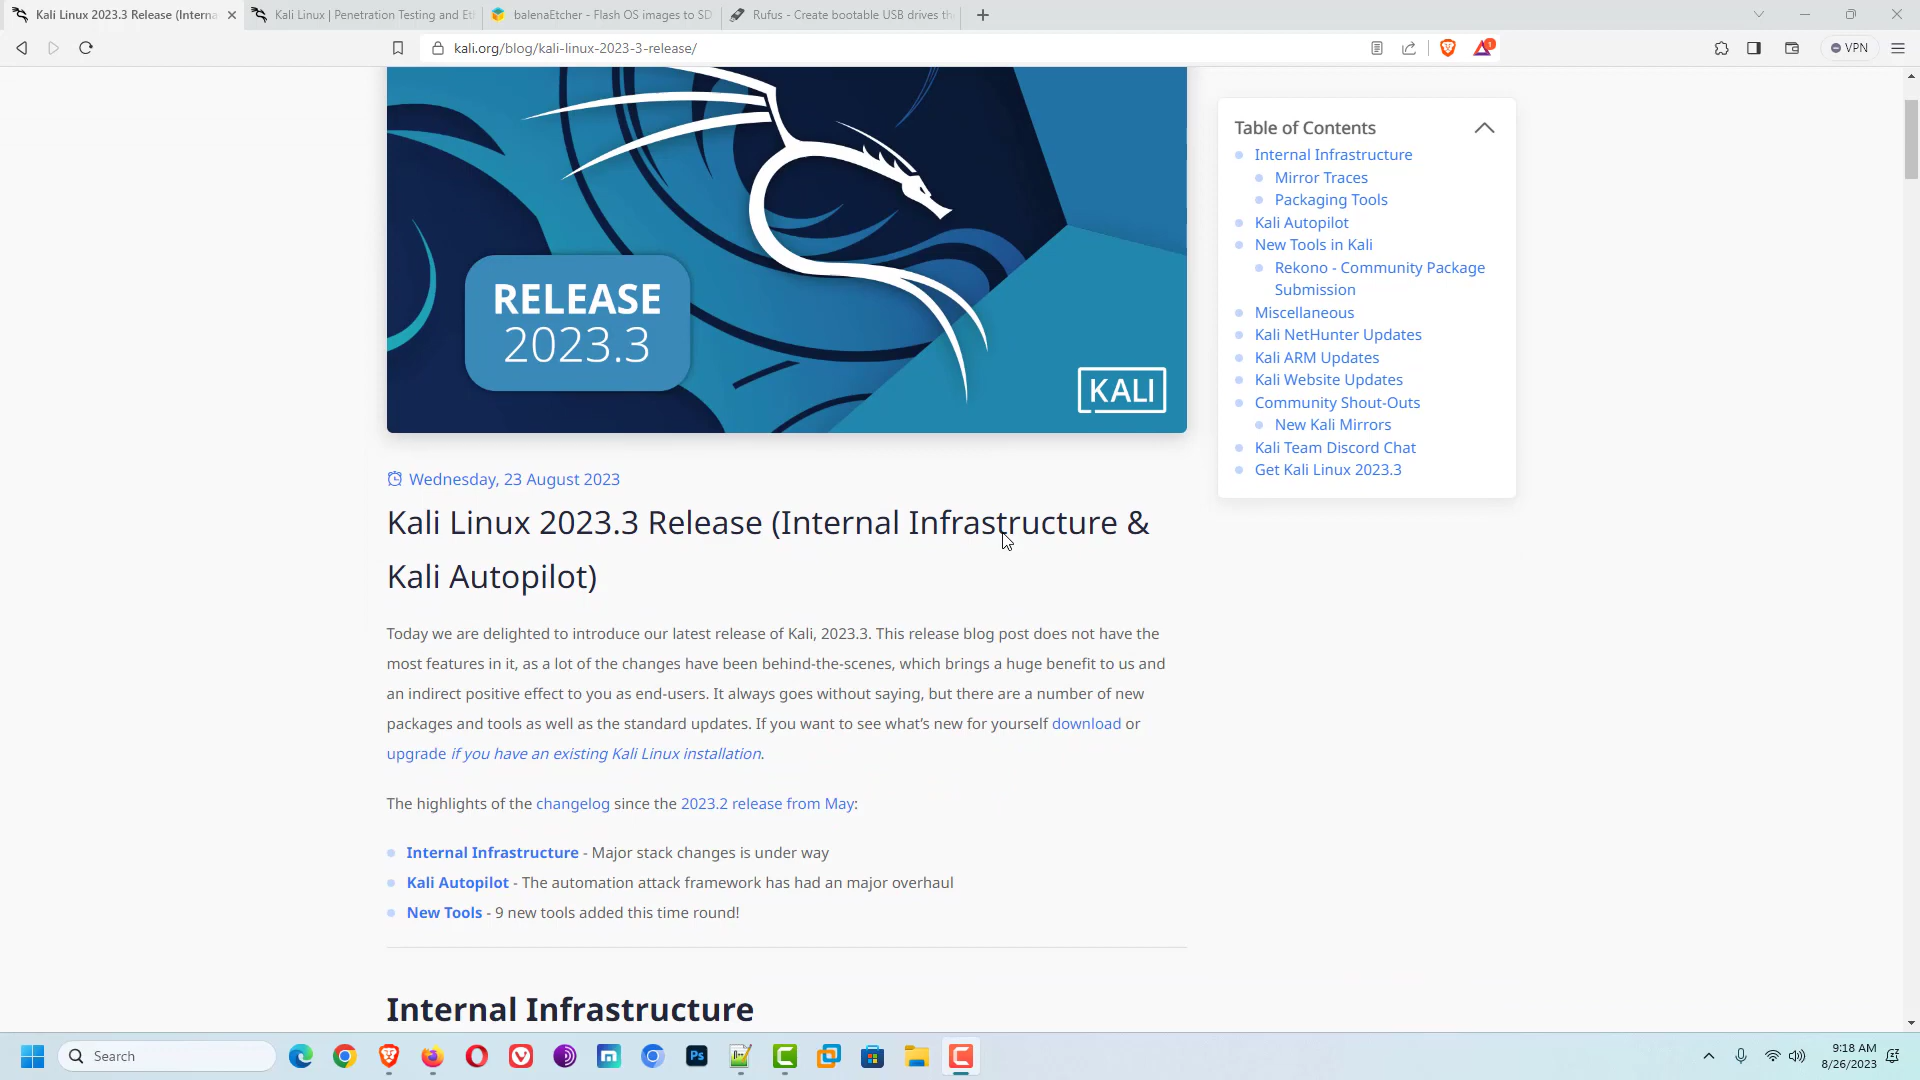 Kali Linux 2023.3 Release (Interna
Kali Linux | Penetration Testing and Et
balenaEtcher - Flash OS images to SD
Rufus - Create bootable USB drives th
kali.org/blog/kali-linux-2023-3-release/
1
VPN
RELEASE
2023.3
KALI
Table of Contents
Internal Infrastructure
Mirror Traces
Packaging Tools
Kali Autopilot
New Tools in Kali
Rekono - Community Package
Submission
Miscellaneous
Kali NetHunter Updates
Kali ARM Updates
Kali Website Updates
Community Shout-Outs
New Kali Mirrors
Kali Team Discord Chat
Get Kali Linux 2023.3
Wednesday, 23 August 2023
Kali Linux 2023.3 Release (Internal Infrastructure &
Kali Autopilot)
Today we are delighted to introduce our latest release of Kali, 2023.3. This release blog post does not have the
most features in it, as a lot of the changes have been behind-the-scenes, which brings a huge benefit to us and
an indirect positive effect to you as end-users. It always goes without saying, but there are a number of new
packages and tools as well as the standard updates. If you want to see what's new for yourself download or
upgrade if you have an existing Kali Linux installation.
The highlights of the changelog since the 2023.2 release from May:
Internal Infrastructure - Major stack changes is under way
Kali Autopilot - The automation attack framework has had an major overhaul
New Tools - 9 new tools added this time round!
Internal Infrastructure
Search
Ps
9:18 AM
8/26/2023